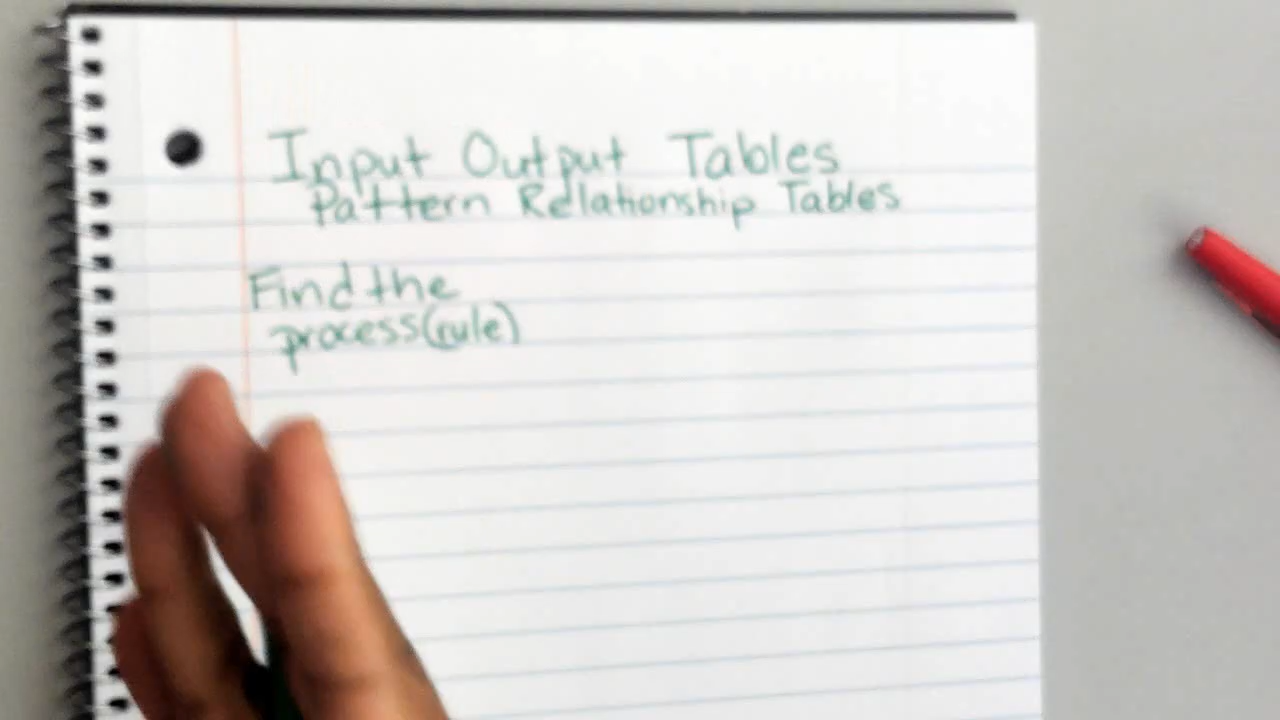 Input Output Tables
Pattern Relationship Tables
Find the
process(rule)